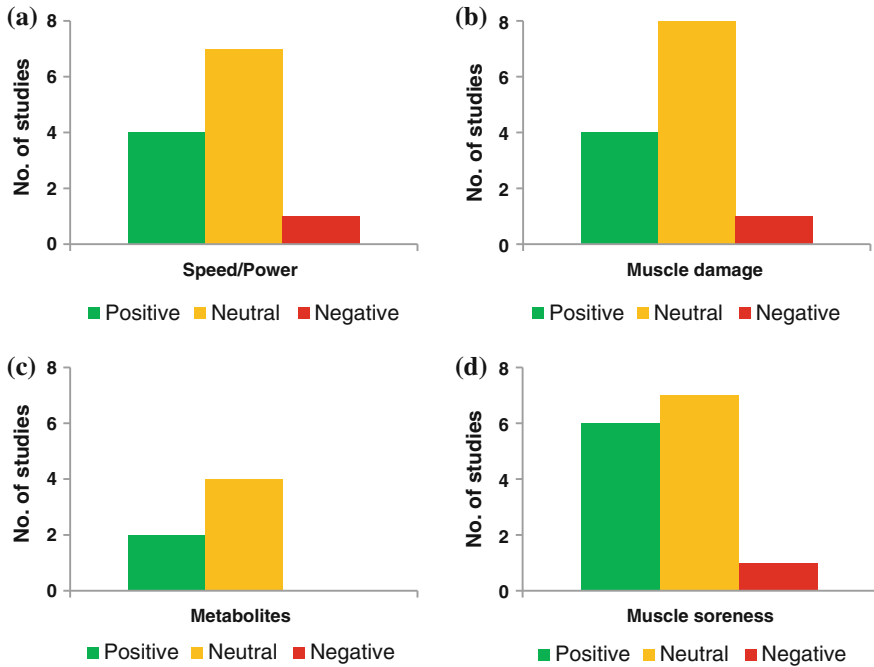 (a)
No. of studies
8
6
4
2
0
Speed/Power
Positive Neutral Negative
(b)
No. of studies
8
6
4
2
0
Muscle damage
Positive Neutral Negative
(c)
No. of studies
8
6
4
2
0
Metabolites
Positive Neutral Negative
(d)
No. of studies
8
6
4
2
0
Muscle soreness
Positive Neutral Negative